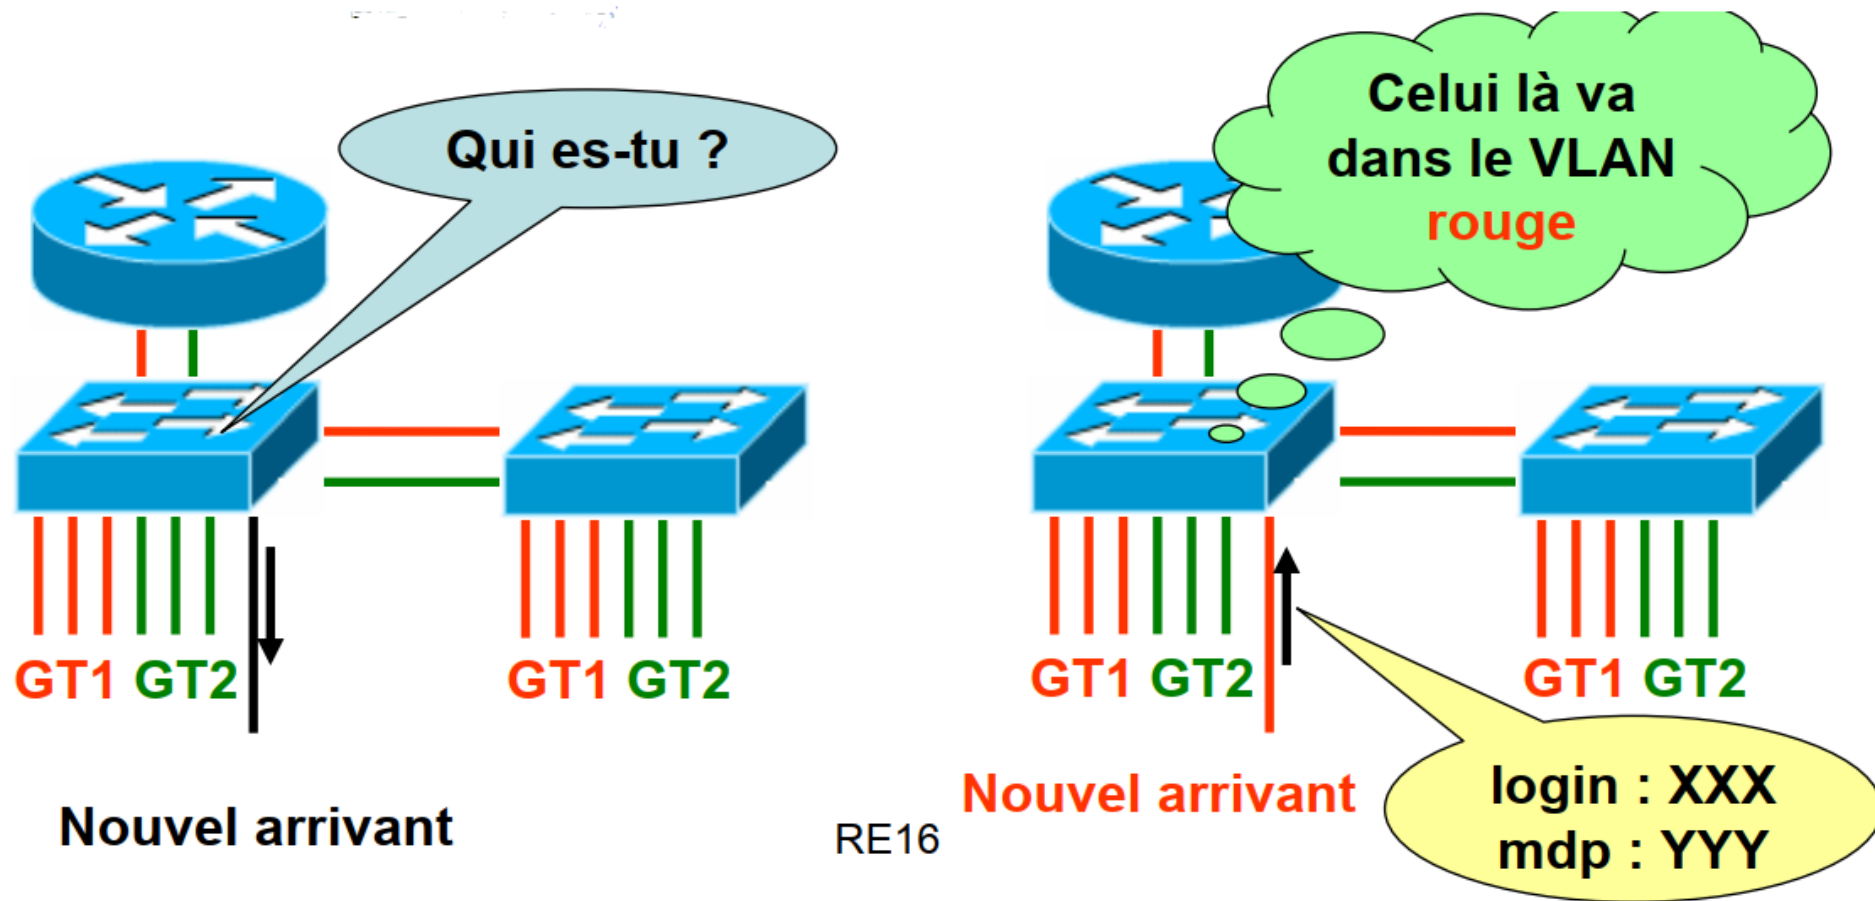 Qui es-tu ?
GT1 GT2
GT1 GT2
Nouvel arrivant
RE16
Celui là va
dans le VLAN
rouge
GT1 GT2
GT1 GT2
Nouvel arrivant
login : XXX
mdp : YYY